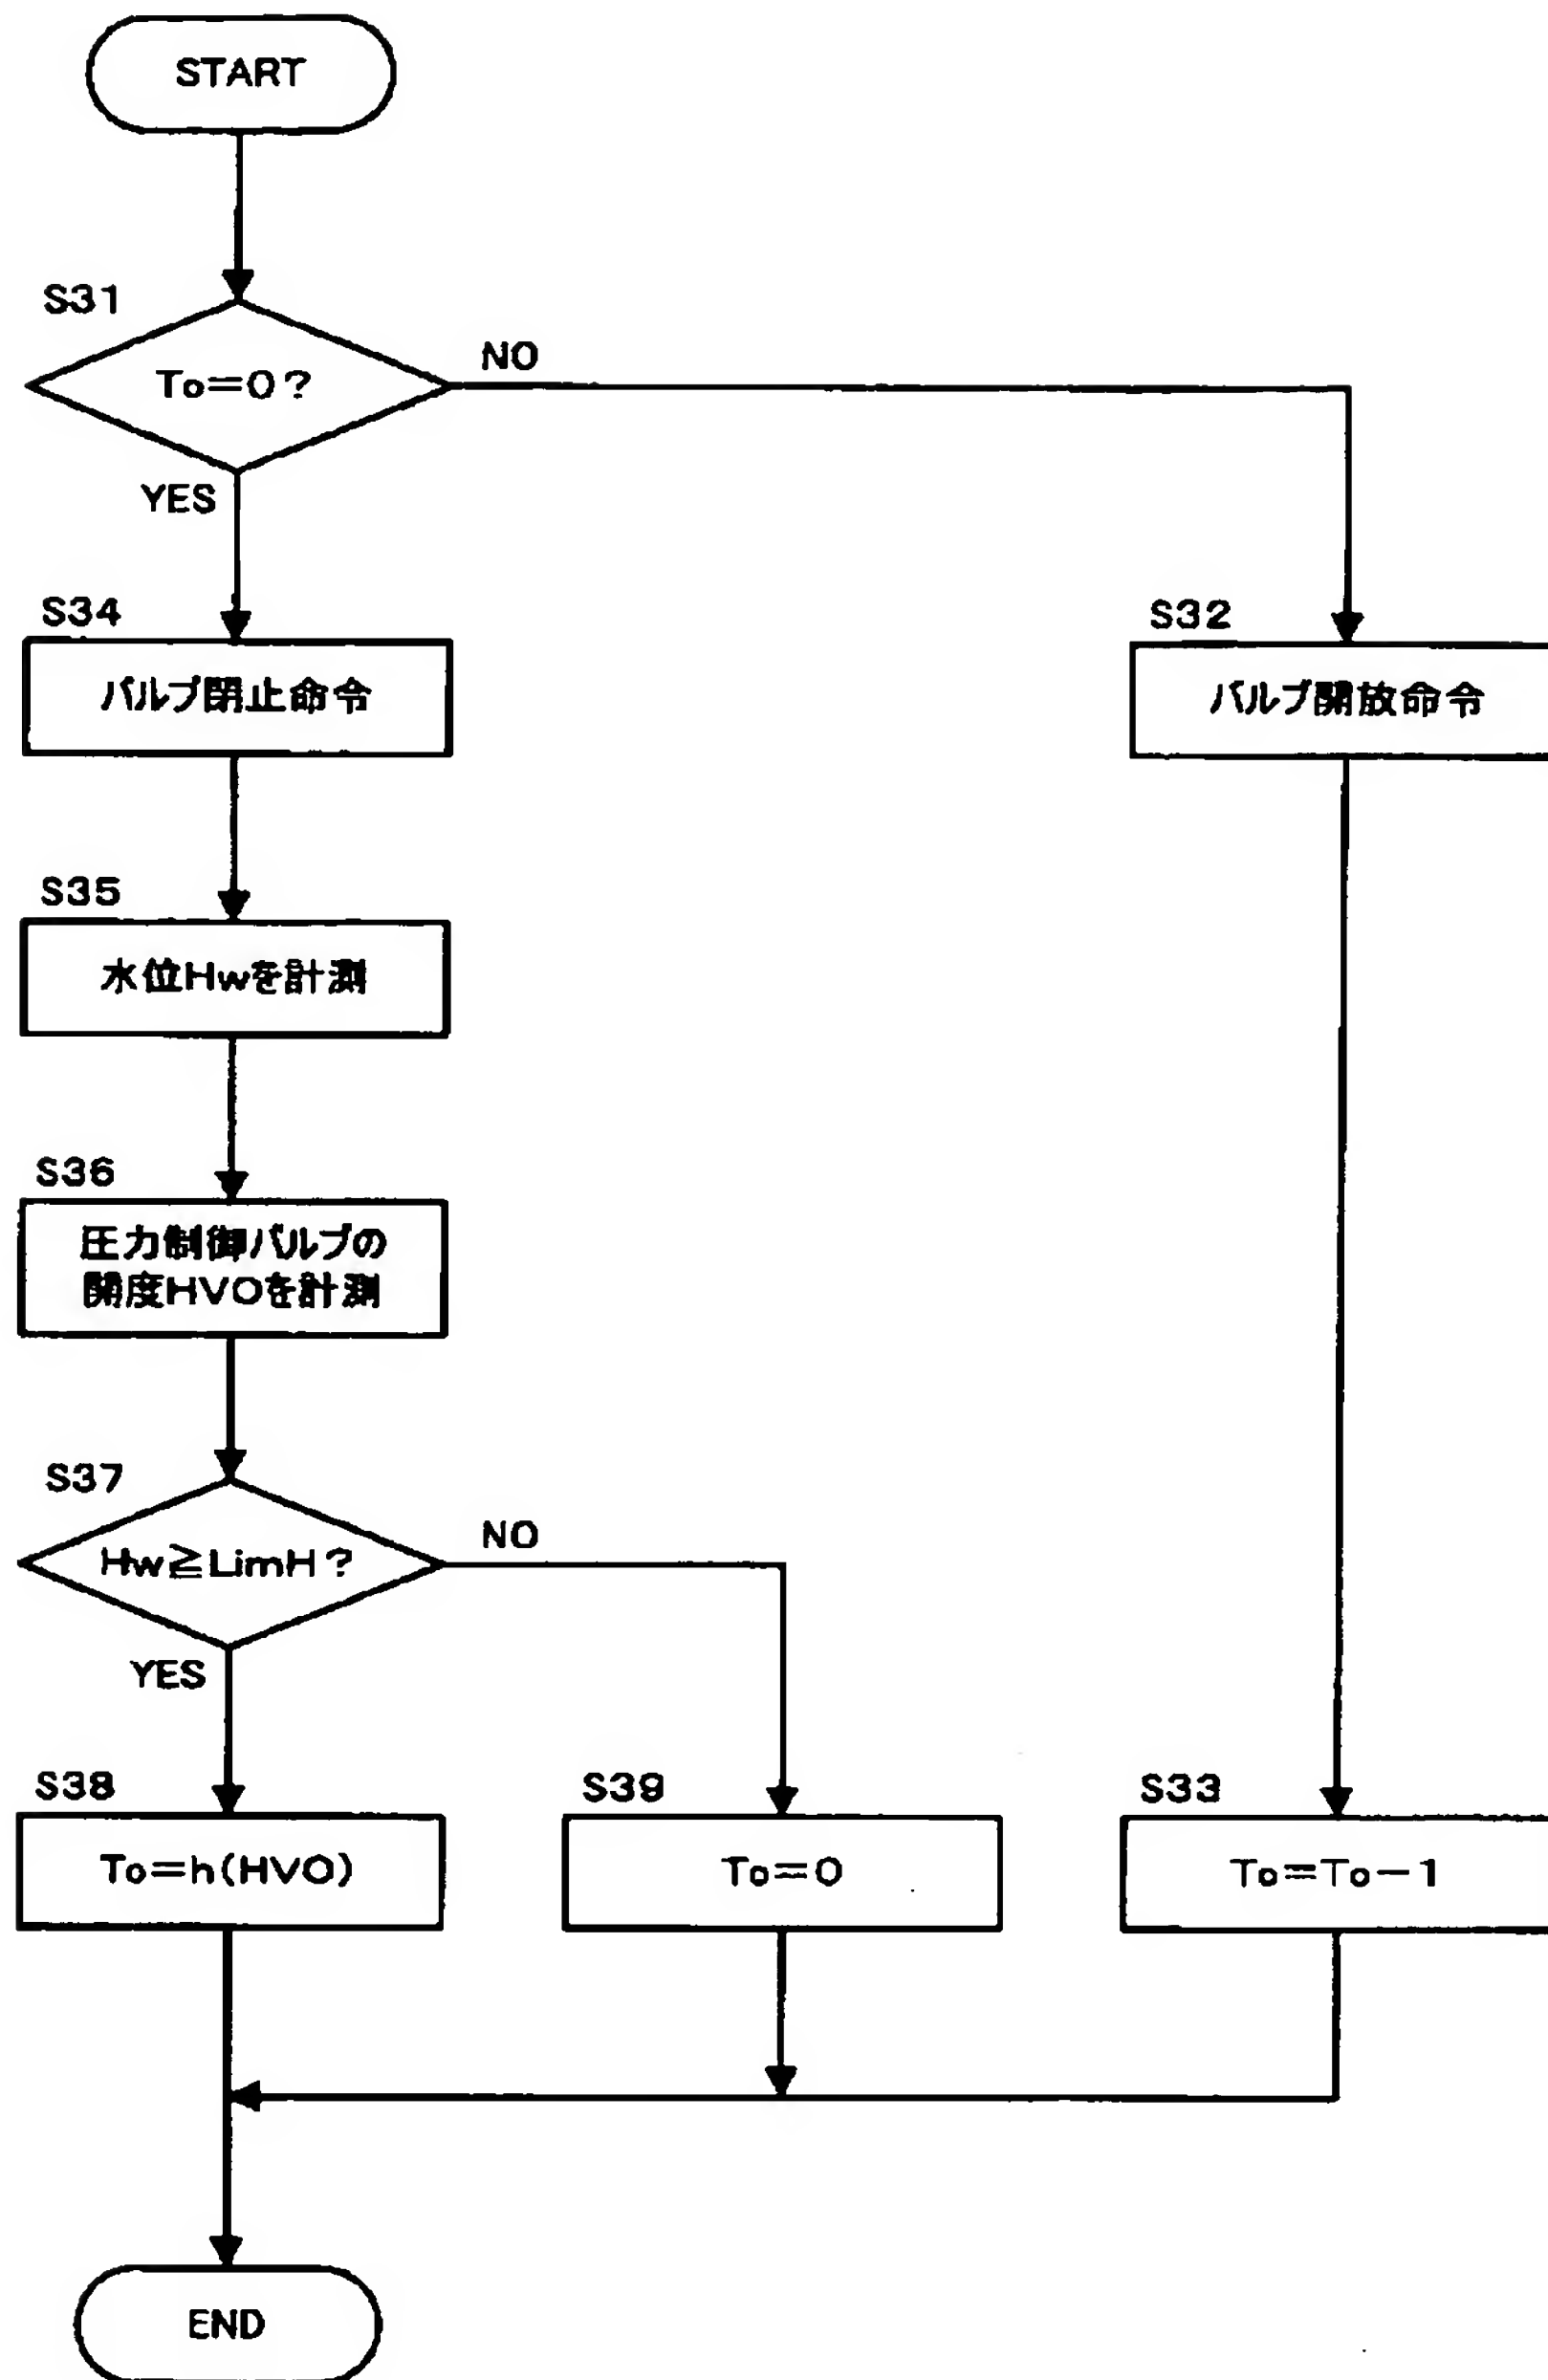 START
S31
To=0?
NO
YES
S34
バルブ閉止命令
S32
バルブ開放命令
S35
水位Hwを計測
S36
圧力制御バルブの
開度HVOを計測
S37
Hw≧LimH?
NO
YES
S38
To=h(HVO)
S39
To=0
S33
To=To-1
END